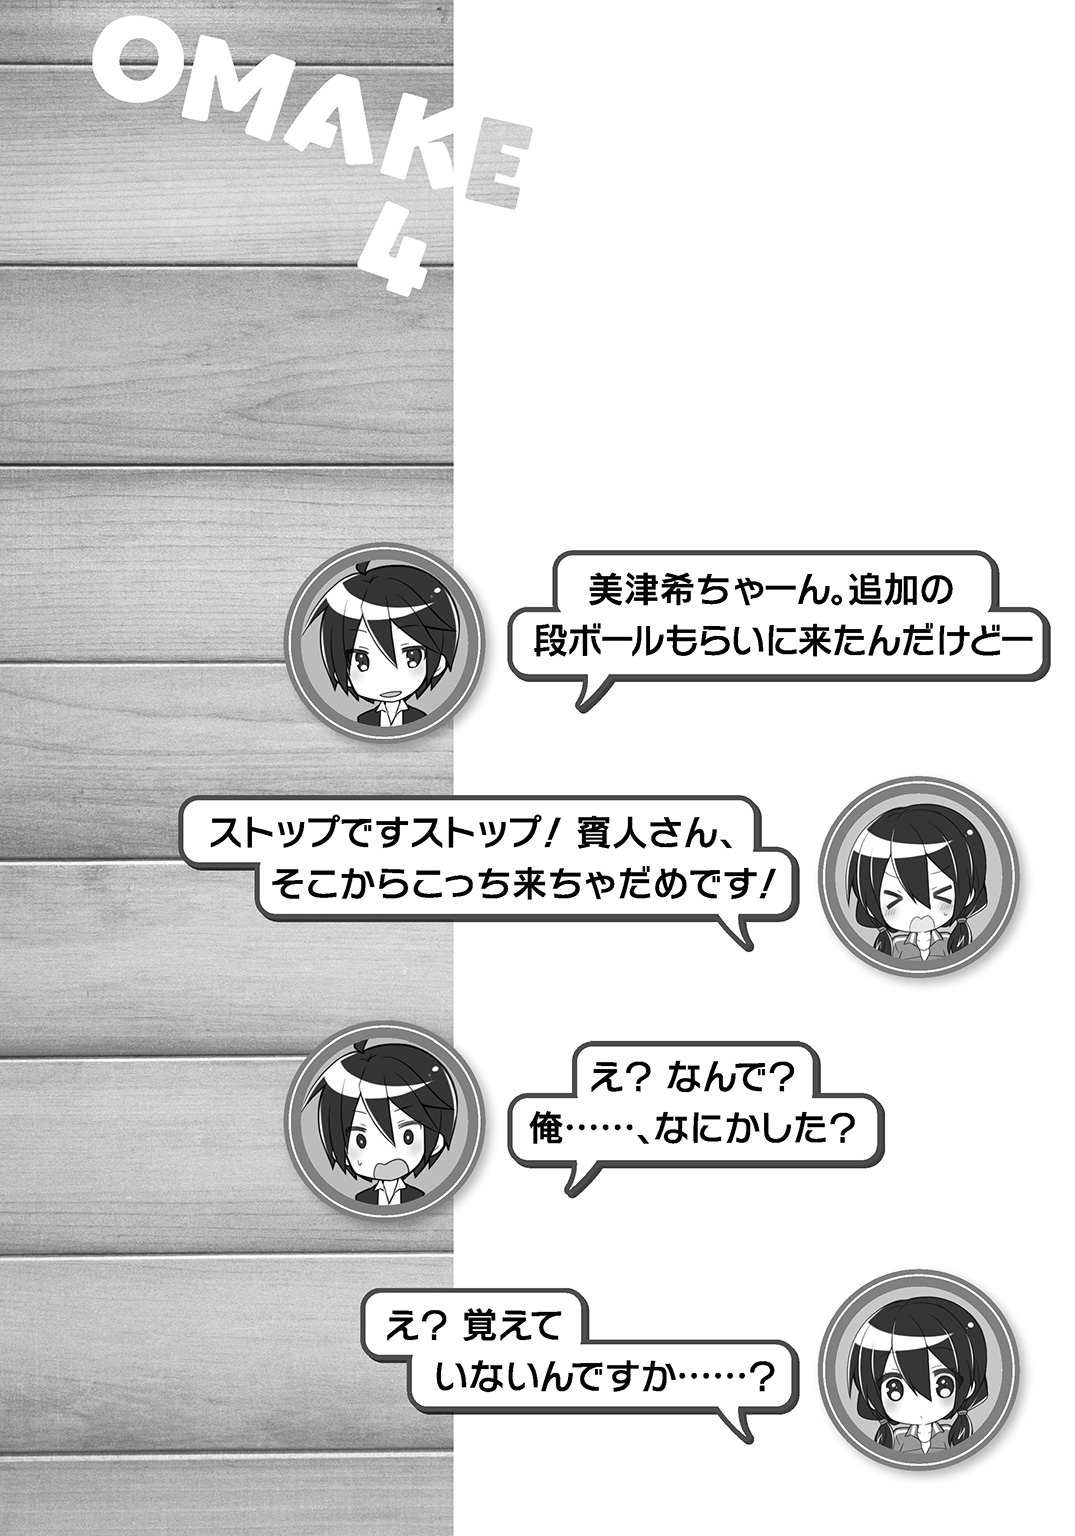 OMAKE
4
美津希ちゃーん。追加の
段ボールもらいに来たんだけどー
ストップですストップ! 賓人さん、
そこからこっち来ちゃだめです!
え? なんで?
俺……、なにかした?
え? 覚えて
いないんですか……?